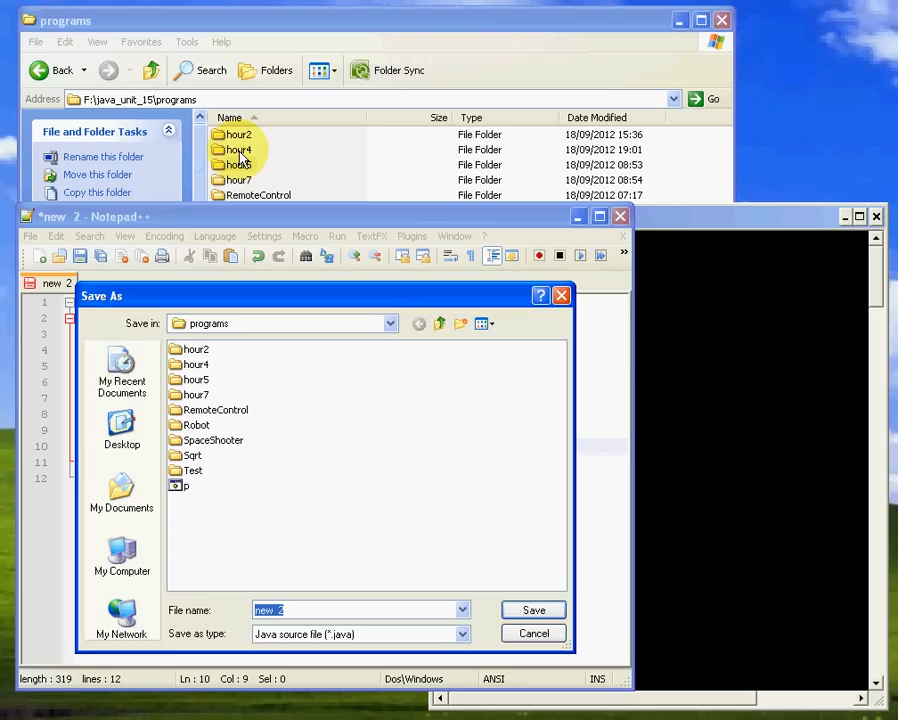 programs
File Edit View Favorites Tools Help
Back Search Folders Folder Sync
Address F:\java_unit_15\programs Go
Name Size Type Date Modified
File and Folder Tasks
Rename this folder
Move this folder
Copy this folder
hour2 File Folder 18/09/2012 15:36
hour4 File Folder 18/09/2012 19:01
File Folder 18/09/2012 08:53
hour7 File Folder 18/09/2012 08:54
RemoteControl File Folder 18/09/2012 07:17
*new 2 - Notepad++
File Edit Search View Encoding Language Settings Macro Run TextFX Plugins Window ? X
new 2
1
2
3
4
5
6
7
8
9
10
11
12
Save As
Save in: programs
My Recent Documents
Desktop
My Documents
My Computer
My Network
hour2
hour4
hour5
hour7
RemoteControl
Robot
SpaceShooter
Sqrt
Test
p
File name: new 2 Save
Save as type: Java source file (*.java) Cancel
length : 319 lines : 12 Ln : 10 Col : 9 Sel : 0 Dos\Windows ANSI INS